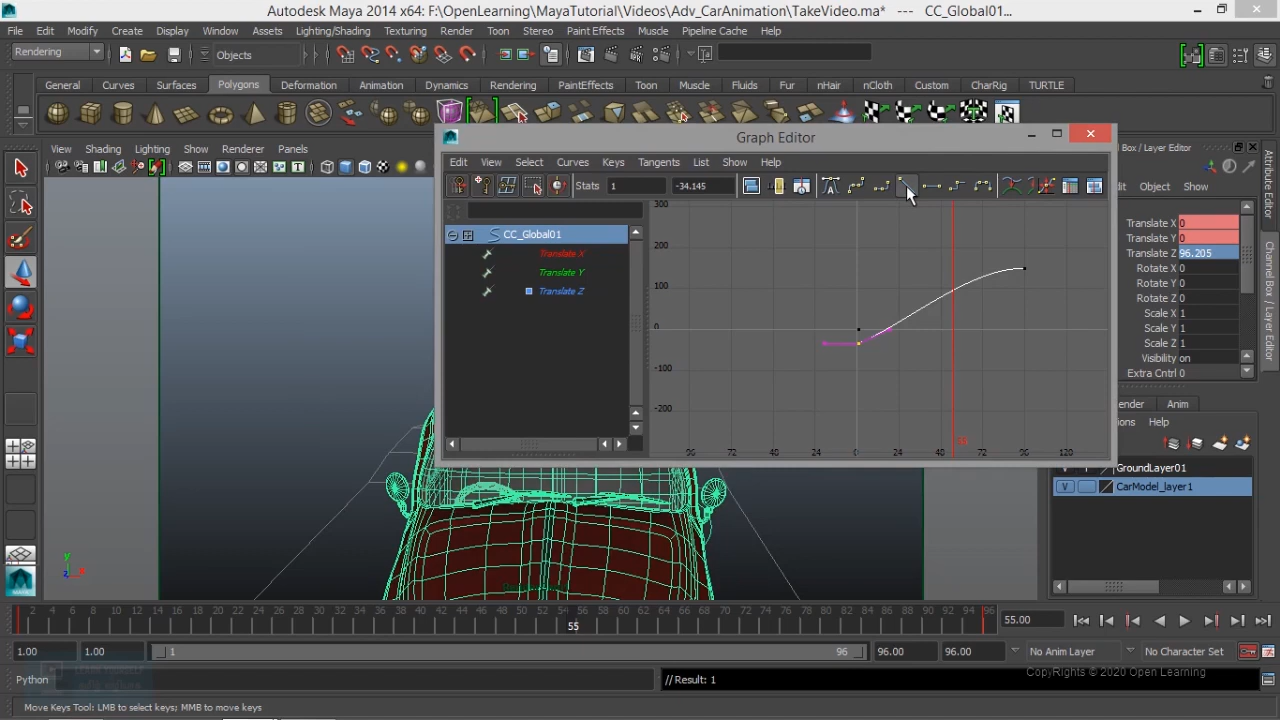 Autodesk Maya 2014 x64: F:\OpenLearning\MayaTutorial\Videos\Adv_CarAnimation\TakeVideo.ma* --- CC_Global01...
File Edit Modify Create Display Window Assets Lighting/Shading Texturing Render Toon Stereo Paint Effects Muscle Pipeline Cache Help
Rendering Objects
General Curves Surfaces Polygons Deformation Animation Dynamics Rendering PaintEffects Toon Muscle Fluids Fur nHair nCloth Custom CharRig TURTLE
View Shading Lighting Show Renderer Panels
Graph Editor
Edit View Select Curves Keys Tangents List Show Help
Stats 1 -34.145
CC_Global01
Translate X
Translate Y
Translate Z
300
200
100
0
-100
-200
96 72 48 24 0 24 48 96 120
55
Box / Layer Editor
Object Show
Translate X 0
Translate Y 0
Translate Z 96.205
Rotate X 0
Rotate Y 0
Rotate Z 0
Scale X 1
Scale Y 1
Scale Z 1
Visibility on
Extra Cntrl 0
Attribute Editor
Channel Box / Layer Editor
Anim
Help
GroundLayer01
V CarModel_layer1
y
z
2 4 6 8 10 12 14 16 18 20 22 24 26 28 30 32 34 36 38 40 42 44 46 48 50 52 54 56 58 60 62 64 66 68 70 72 74 76 78 80 82 84 86 88 90 92 94 96
55
55.00
1.00 1.00 1 96 96.00 96.00 No Anim Layer No Character Set
CopyRights © 2020 Open Learning
Python // Result: 1
Move Keys Tool: LMB to select keys; MMB to move keys